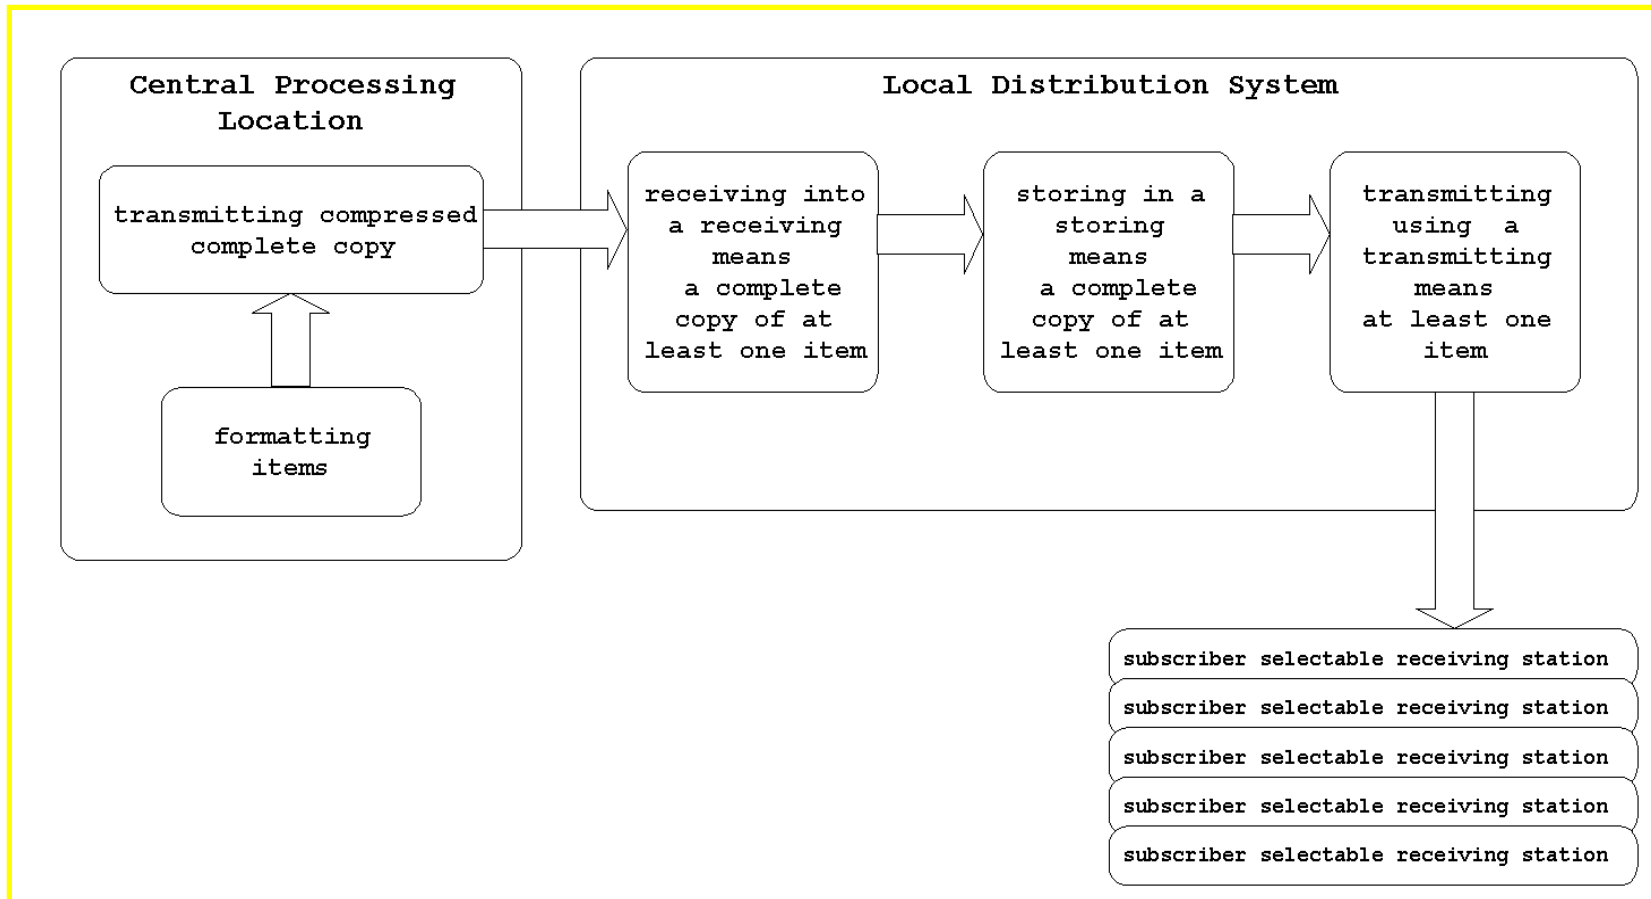 Central Processing
Location
transmitting compressed
complete copy
formatting
items
Local Distribution System
receiving into
a receiving
means
a complete
copy of at
least one item
storing in a
storing
means
a complete
copy of at
least one item
transmitting
using a
transmitting
means
at least one
item
subscriber selectable receiving station
subscriber selectable receiving station
subscriber selectable receiving station
subscriber selectable receiving station
subscriber selectable receiving station